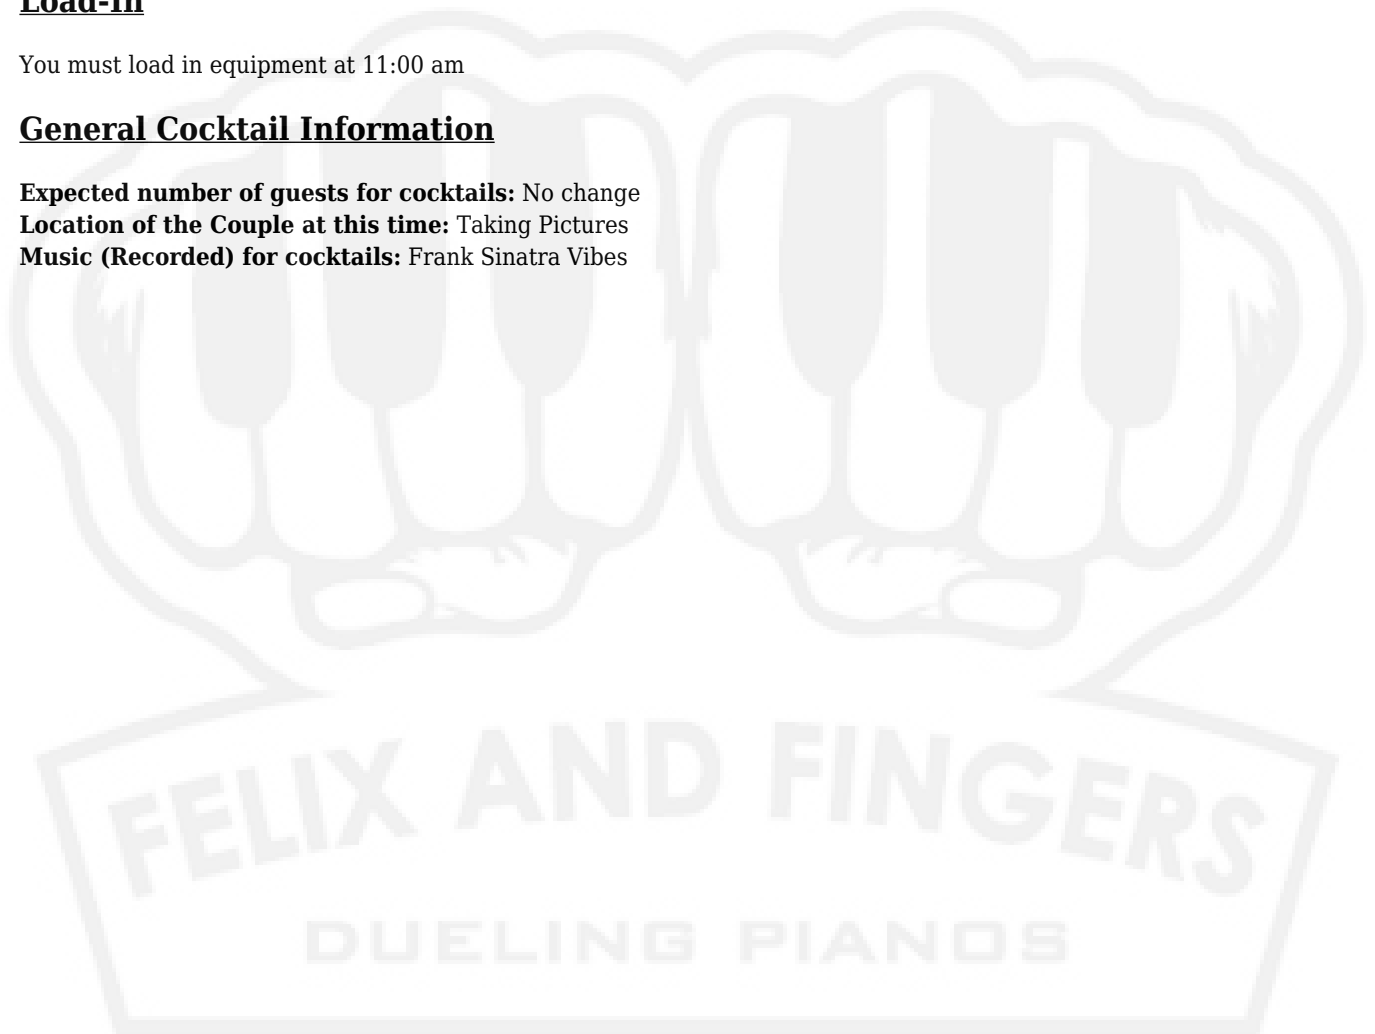 Load-In
You must load in equipment at 11:00 am
General Cocktail Information
Expected number of guests for cocktails: No change
Location of the Couple at this time: Taking Pictures
Music (Recorded) for cocktails: Frank Sinatra Vibes
FELIX AND FINGERS
DUELING PIANOS